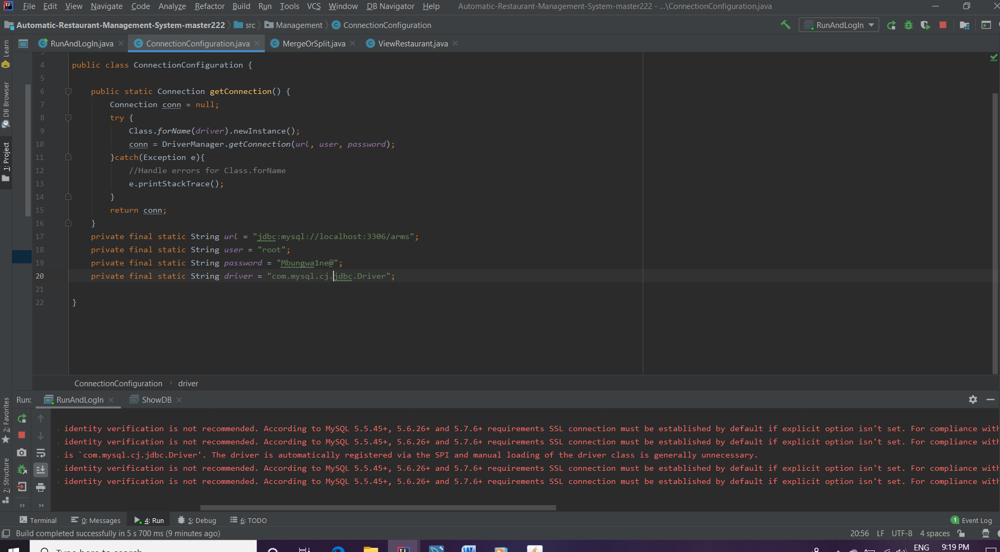 File Edit View Navigate Code Analyze Refactor Build Run Tools VCS Window DB Navigator Help Automatic-Restaurant-Management-System-master222 - ...\ConnectionConfiguration.java
Automatic-Restaurant-Management-System-master222 src Management ConnectionConfiguration RunAndLogIn
RunAndLogIn.java ConnectionConfiguration.java MergeOrSplit.java ViewRestaurant.java
Learn
DB Browser
1: Project
2: Favorites
7: Structure
4 public class ConnectionConfiguration {
5
6 public static Connection getConnection() {
7 Connection conn = null;
8 try {
9 Class.forName(driver).newInstance();
10 conn = DriverManager.getConnection(url, user, password);
11 }catch(Exception e){
12 //Handle errors for Class.forName
13 e.printStackTrace();
14 }
15 return conn;
16 }
17 private final static String url = "jdbc:mysql://localhost:3306/arms";
18 private final static String user = "root";
19 private final static String password = "Mbungwa1ne@";
20 private final static String driver = "com.mysql.cj.jdbc.Driver";
21
22 }
ConnectionConfiguration › driver
Run: RunAndLogIn ShowDB
identity verification is not recommended. According to MySQL 5.5.45+, 5.6.26+ and 5.7.6+ requirements SSL connection must be established by default if explicit option isn't set. For compliance with
identity verification is not recommended. According to MySQL 5.5.45+, 5.6.26+ and 5.7.6+ requirements SSL connection must be established by default if explicit option isn't set. For compliance with
is `com.mysql.cj.jdbc.Driver'. The driver is automatically registered via the SPI and manual loading of the driver class is generally unnecessary.
identity verification is not recommended. According to MySQL 5.5.45+, 5.6.26+ and 5.7.6+ requirements SSL connection must be established by default if explicit option isn't set. For compliance with
identity verification is not recommended. According to MySQL 5.5.45+, 5.6.26+ and 5.7.6+ requirements SSL connection must be established by default if explicit option isn't set. For compliance with
Terminal 0: Messages 4: Run 5: Debug 6: TODO 1 Event Log
Build completed successfully in 5 s 700 ms (9 minutes ago) 20:56 LF UTF-8 4 spaces
Type here to search ENG 9:19 PM